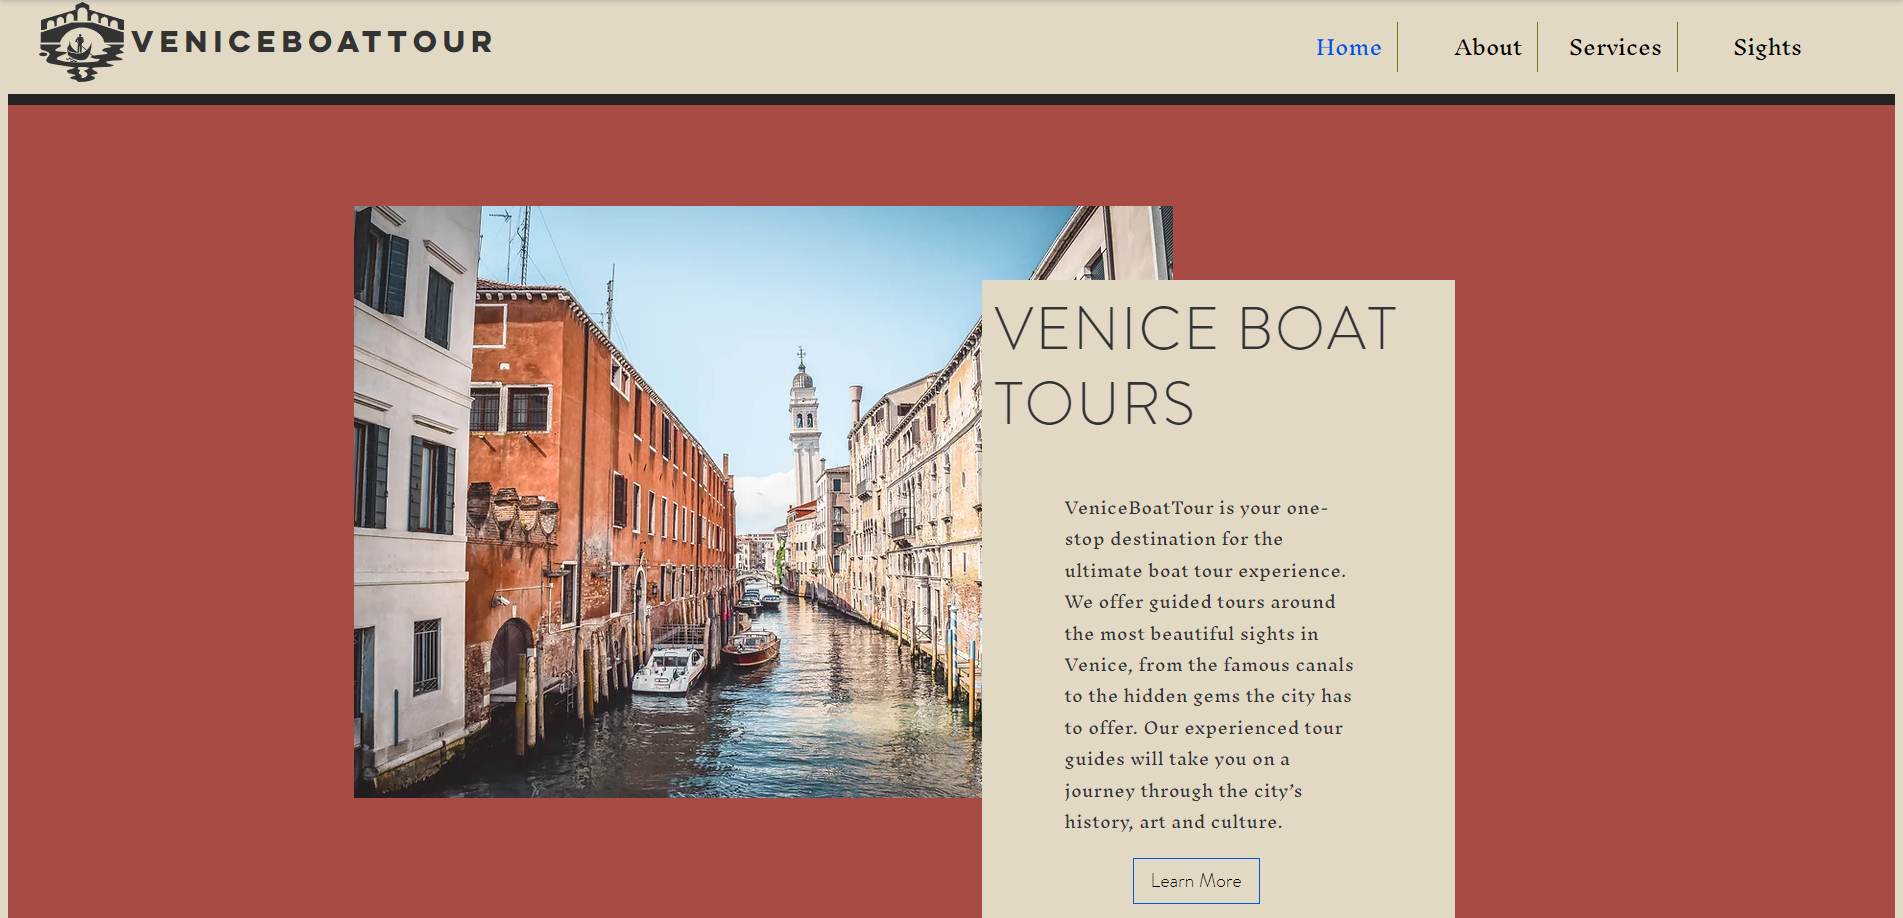 VENICEBOATTOUR
Home
About
Services
Sights
VENICE BOAT
TOURS
VeniceBoatTour is your one-
stop destination for the
ultimate boat tour experience.
We offer guided tours around
the most beautiful sights in
Venice, from the famous canals
to the hidden gems the city has
to offer. Our experienced tour
guides will take you on a
journey through the city’s
history, art and culture.
Learn More